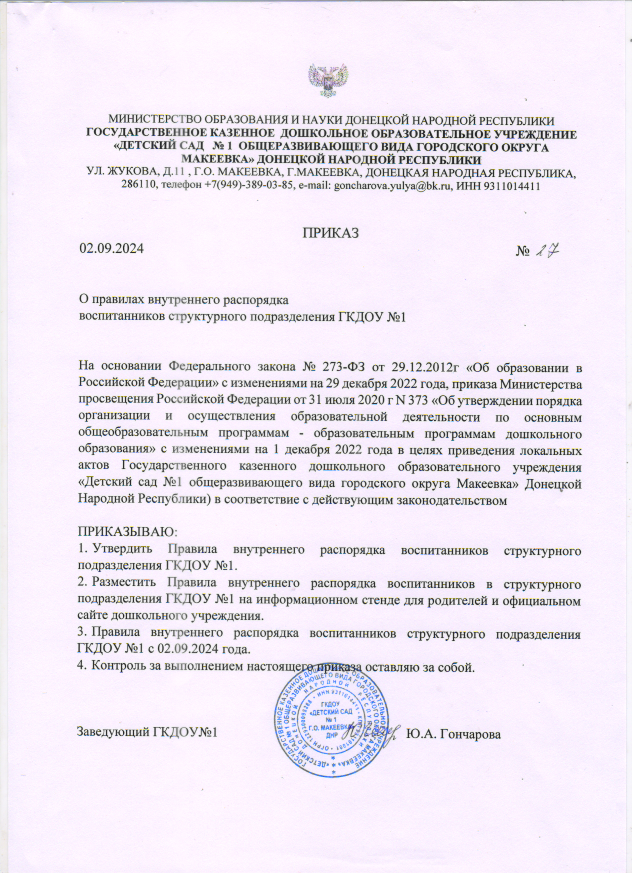 МИНИСТЕРСТВО ОБРАЗОВАНИЯ И НАУКИ ДОНЕЦКОЙ НАРОДНОЙ РЕСПУБЛИКИ
ГОСУДАРСТВЕННОЕ КАЗЕННОЕ ДОШКОЛЬНОЕ ОБРАЗОВАТЕЛЬНОЕ УЧРЕЖДЕНИЕ
«ДЕТСКИЙ САД № 1 ОБЩЕРАЗВИВАЮЩЕГО ВИДА ГОРОДСКОГО ОКРУГА
МАКЕЕВКА» ДОНЕЦКОЙ НАРОДНОЙ РЕСПУБЛИКИ
УЛ. ЖУКОВА, Д.11 , Г.О. МАКЕЕВКА, Г.МАКЕЕВКА, ДОНЕЦКАЯ НАРОДНАЯ РЕСПУБЛИКА,
286110, телефон +7(949)-389-03-85, e-mail: goncharova.yulya@bk.ru, ИНН 9311014411
ПРИКАЗ
02.09.2024 № 27
О правилах внутреннего распорядка
воспитанников структурного подразделения ГКДОУ №1
На основании Федерального закона № 273-ФЗ от 29.12.2012г «Об образовании в
Российской Федерации» с изменениями на 29 декабря 2022 года, приказа Министерства
просвещения Российской Федерации от 31 июля 2020 г N 373 «Об утверждении порядка
организации и осуществления образовательной деятельности по основным
общеобразовательным программам - образовательным программам дошкольного
образования» с изменениями на 1 декабря 2022 года в целях приведения локальных
актов Государственного казенного дошкольного образовательного учреждения
«Детский сад №1 общеразвивающего вида городского округа Макеевка» Донецкой
Народной Республики) в соответствие с действующим законодательством
ПРИКАЗЫВАЮ:
1. Утвердить Правила внутреннего распорядка воспитанников структурного
подразделения ГКДОУ №1.
2. Разместить Правила внутреннего распорядка воспитанников в структурного
подразделения ГКДОУ №1 на информационном стенде для родителей и официальном
сайте дошкольного учреждения.
3. Правила внутреннего распорядка воспитанников структурного подразделения
ГКДОУ №1 с 02.09.2024 года.
4. Контроль за выполнением настоящего приказа оставляю за собой.
ГКДОУ
«ДЕТСКИЙ САД
№ 1
Г.О. МАКЕЕВКА»
ДНР
Заведующий ГКДОУ№1 Ю.А. Гончарова